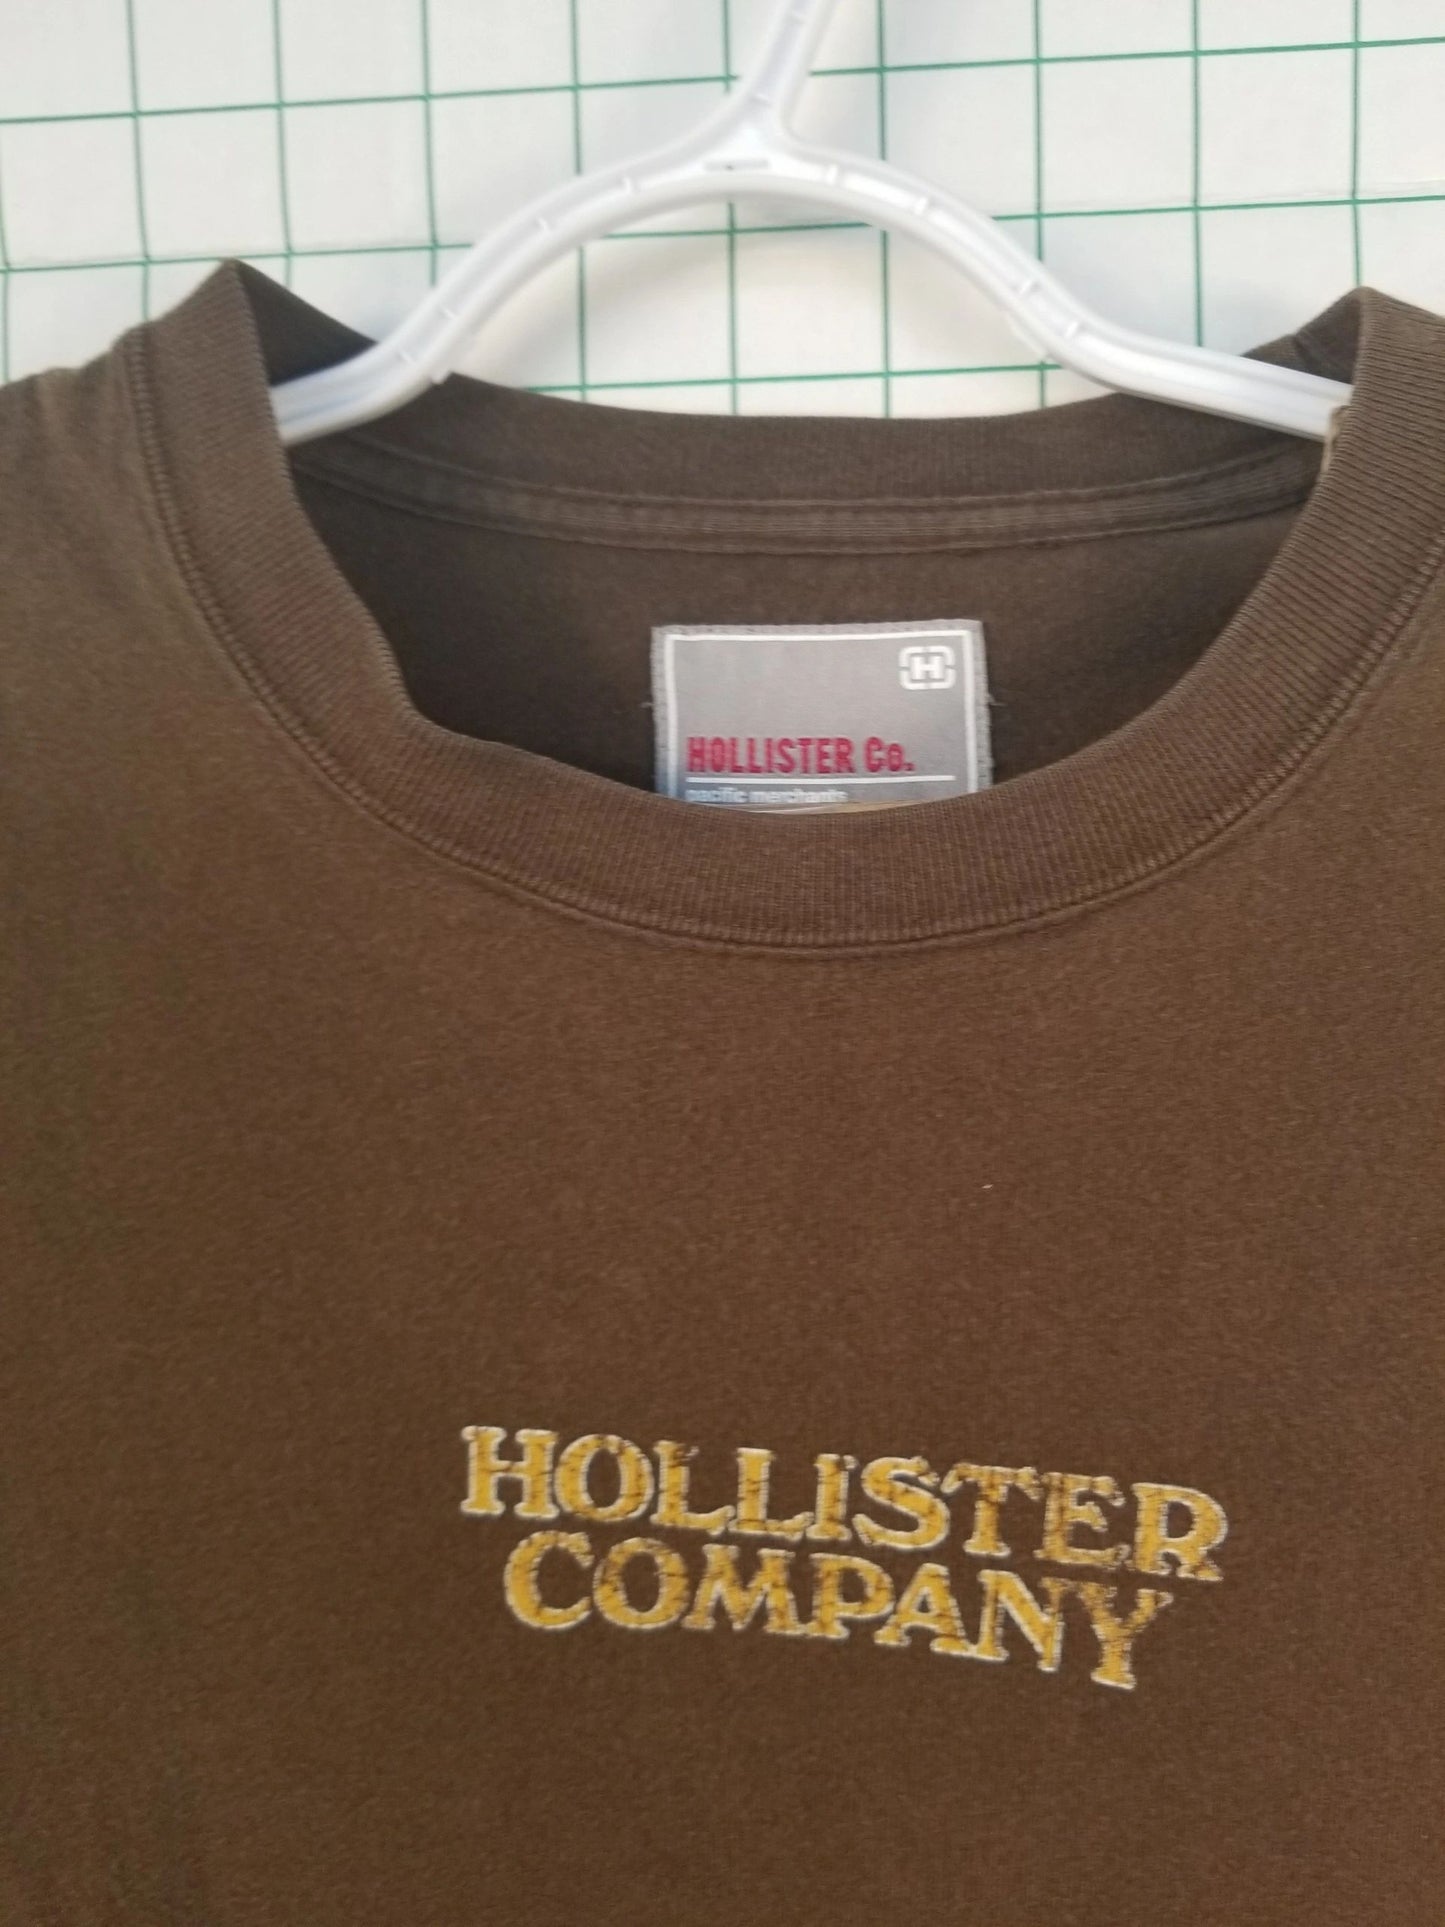 H
HOLLISTER Co.
pacific merchants
HOLLISTER
COMPANY